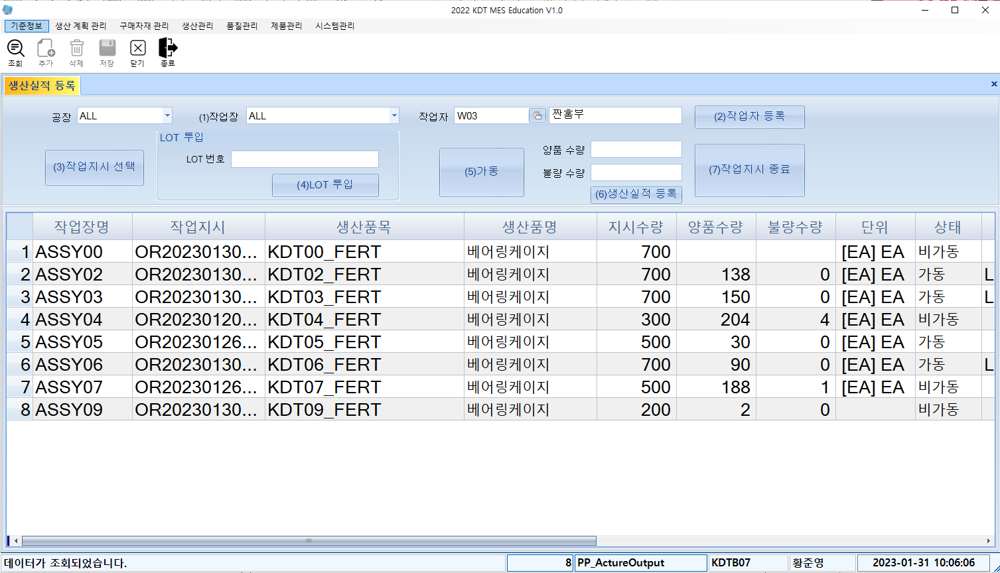 2022 KDT MES Education V1.0
기준정보 생산 계획 관리 구매자재 관리 생산관리 품질관리 제품관리 시스템관리
조회 추가 삭제 저장 닫기 종료
생산실적 등록
공장 ALL (1)작업장 ALL 작업자 W03 짠홍부 (2)작업자 등록
LOT 투입
(3)작업지시 선택 LOT 번호 (5)가동 양품 수량 (7)작업지시 종료
불량 수량
(4)LOT 투입 (6)생산실적 등록
작업장명 작업지시 생산품목 생산품명 지시수량 양품수량 불량수량 단위 상태
1 ASSY00 OR20230130... KDT00_FERT 베어링케이지 700 [EA] EA 비가동
2 ASSY02 OR20230130... KDT02_FERT 베어링케이지 700 138 0 [EA] EA 가동 L
3 ASSY03 OR20230130... KDT03_FERT 베어링케이지 700 150 0 [EA] EA 가동 L
4 ASSY04 OR20230120... KDT04_FERT 베어링케이지 300 204 4 [EA] EA 비가동
5 ASSY05 OR20230126... KDT05_FERT 베어링케이지 500 30 0 [EA] EA 가동
6 ASSY06 OR20230130... KDT06_FERT 베어링케이지 700 90 0 [EA] EA 가동 L
7 ASSY07 OR20230126... KDT07_FERT 베어링케이지 500 188 1 [EA] EA 비가동
8 ASSY09 OR20230130... KDT09_FERT 베어링케이지 200 2 0 비가동
데이터가 조회되었습니다. 8 PP_ActureOutput KDTB07 황준영 2023-01-31 10:06:06